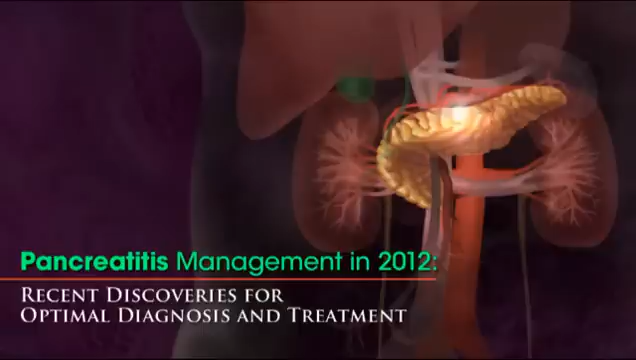 Pancreatitis Management in 2012:
RECENT DISCOVERIES FOR
OPTIMAL DIAGNOSIS AND TREATMENT